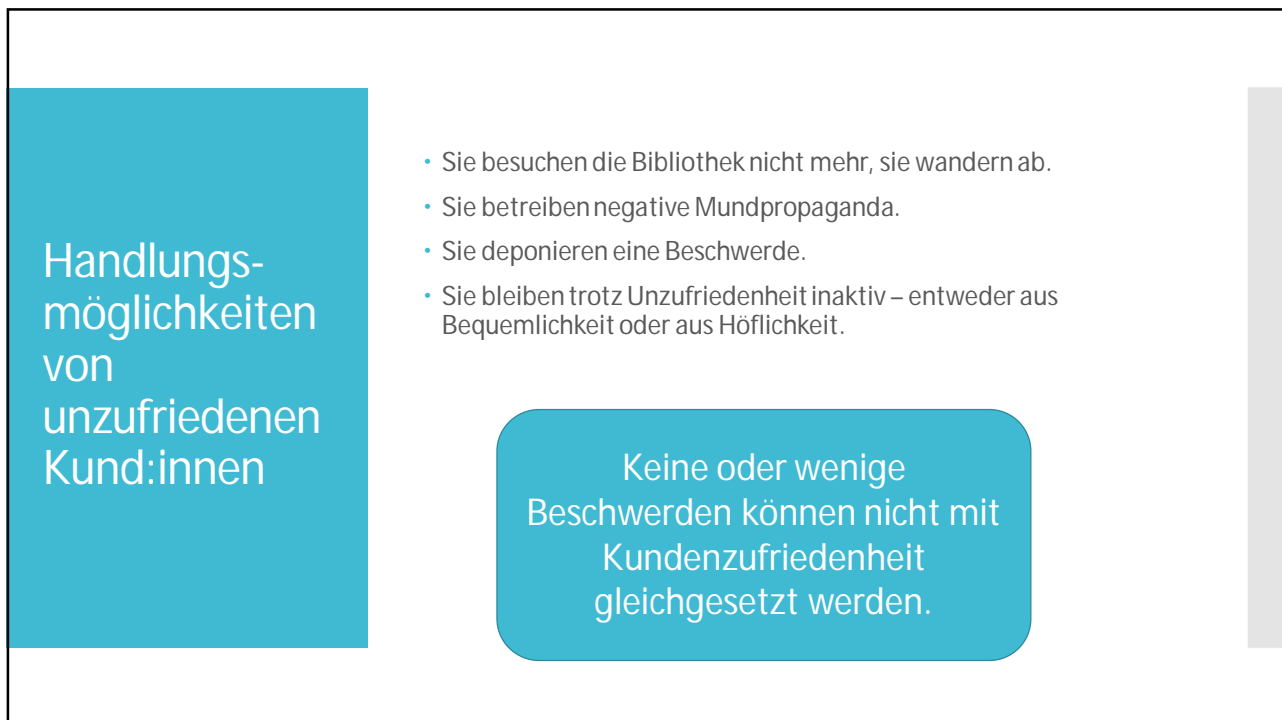 Handlungs-
möglichkeiten
von
unzufriedenen
Kund:innen
• Sie besuchen die Bibliothek nicht mehr, sie wandern ab.
• Sie betreiben negative Mundpropaganda.
• Sie deponieren eine Beschwerde.
• Sie bleiben trotz Unzufriedenheit inaktiv – entweder aus
Bequemlichkeit oder aus Höflichkeit.
Keine oder wenige
Beschwerden können nicht mit
Kundenzufriedenheit
gleichgesetzt werden.